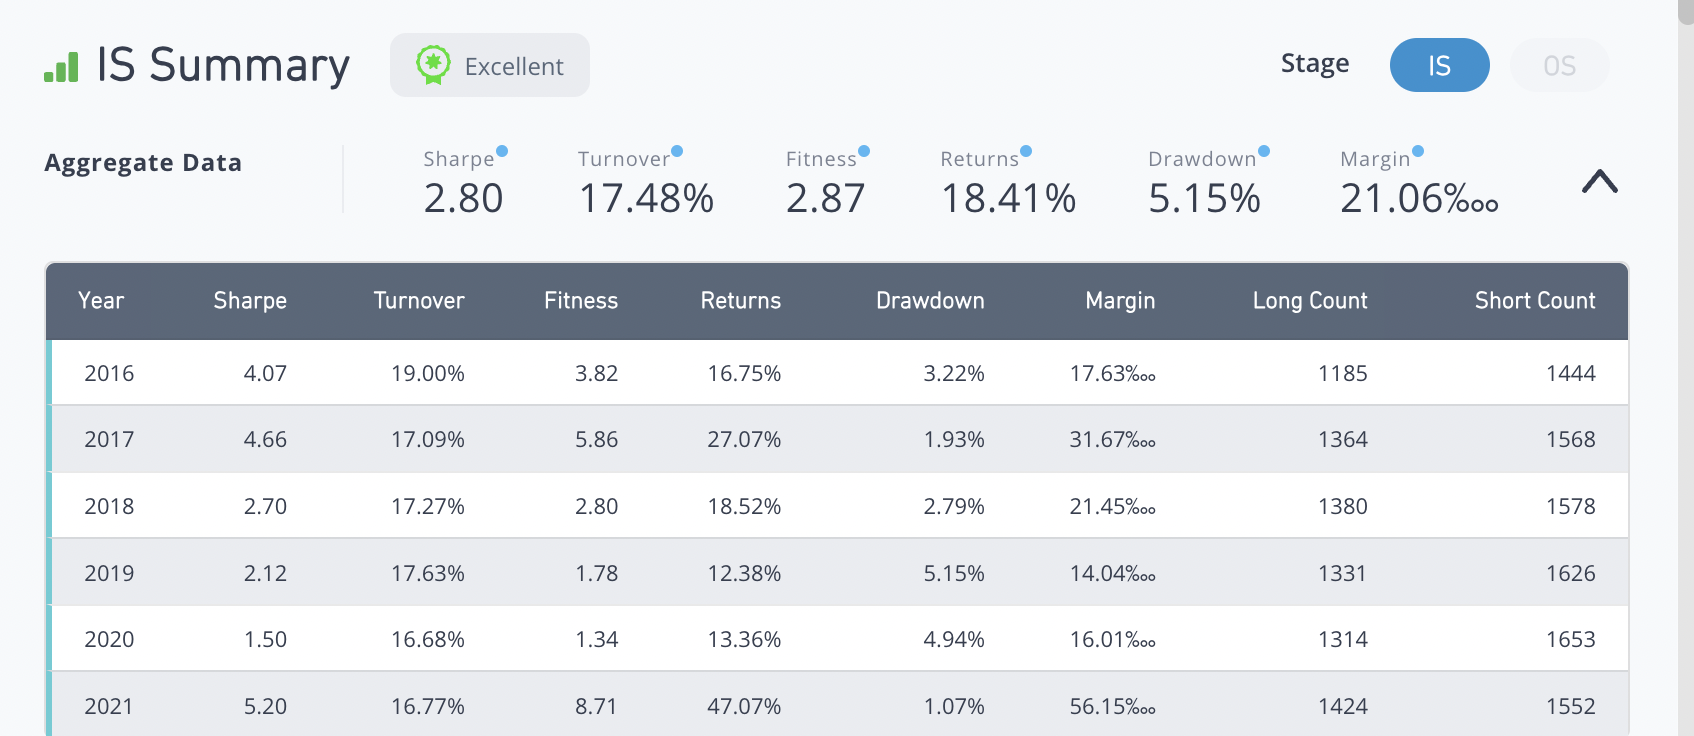 IS Summary Excellent Stage IS OS
Aggregate Data
Sharpe Turnover Fitness Returns Drawdown Margin
2.80 17.48% 2.87 18.41% 5.15% 21.06‱
Year Sharpe Turnover Fitness Returns Drawdown Margin Long Count Short Count
2016 4.07 19.00% 3.82 16.75% 3.22% 17.63‱ 1185 1444
2017 4.66 17.09% 5.86 27.07% 1.93% 31.67‱ 1364 1568
2018 2.70 17.27% 2.80 18.52% 2.79% 21.45‱ 1380 1578
2019 2.12 17.63% 1.78 12.38% 5.15% 14.04‱ 1331 1626
2020 1.50 16.68% 1.34 13.36% 4.94% 16.01‱ 1314 1653
2021 5.20 16.77% 8.71 47.07% 1.07% 56.15‱ 1424 1552